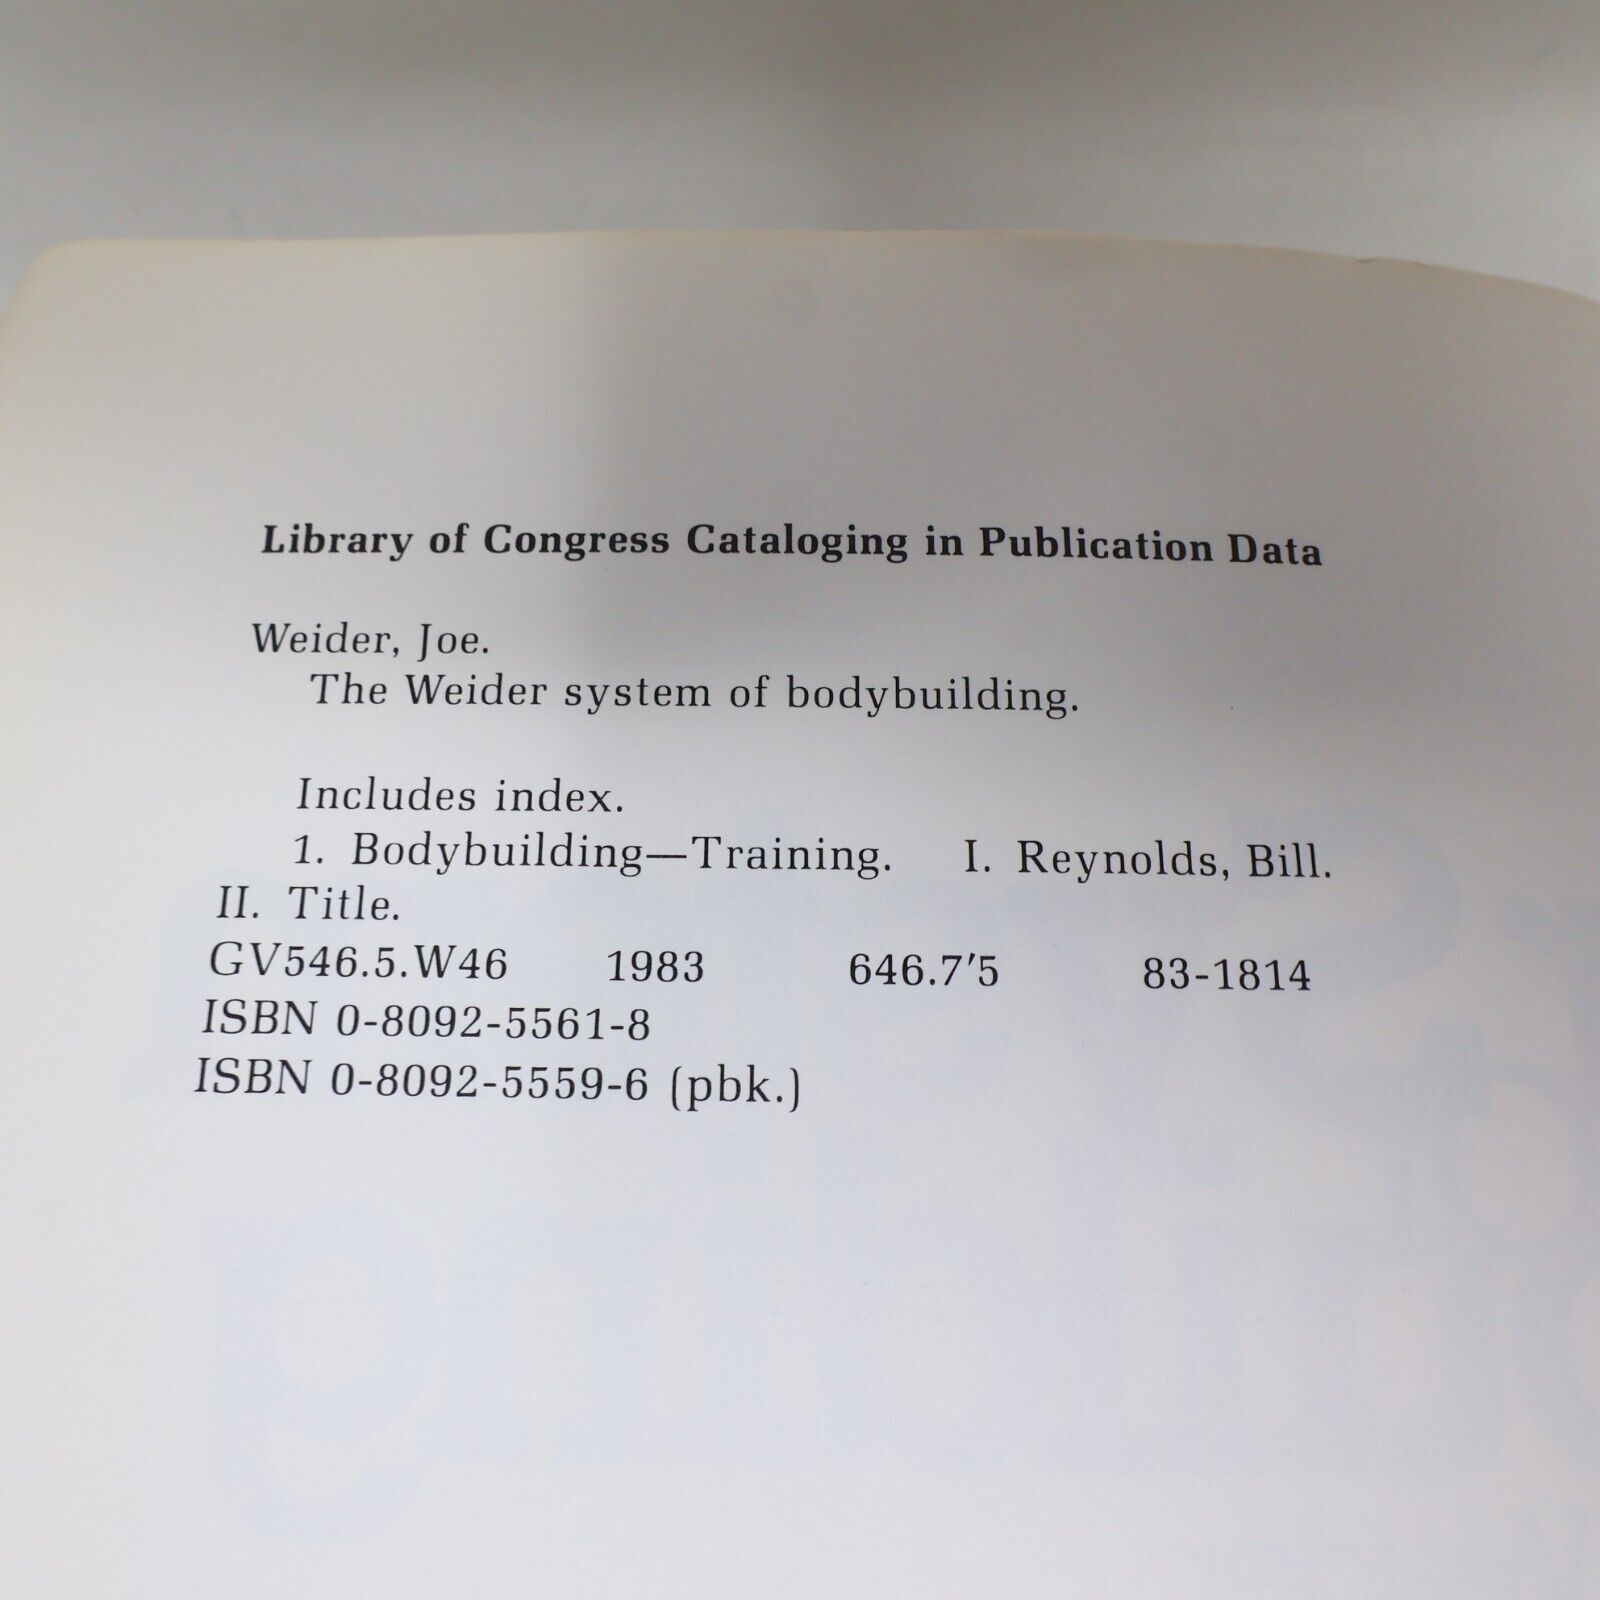 Library of Congress Cataloging in Publication Data
Weider, Joe.
The Weider system of bodybuilding.
Includes index.
1. Bodybuilding—Training. I. Reynolds, Bill.
II. Title.
GV546.5.W46 1983 646.7′5 83-1814
ISBN 0-8092-5561-8
ISBN 0-8092-5559-6 (pbk.)